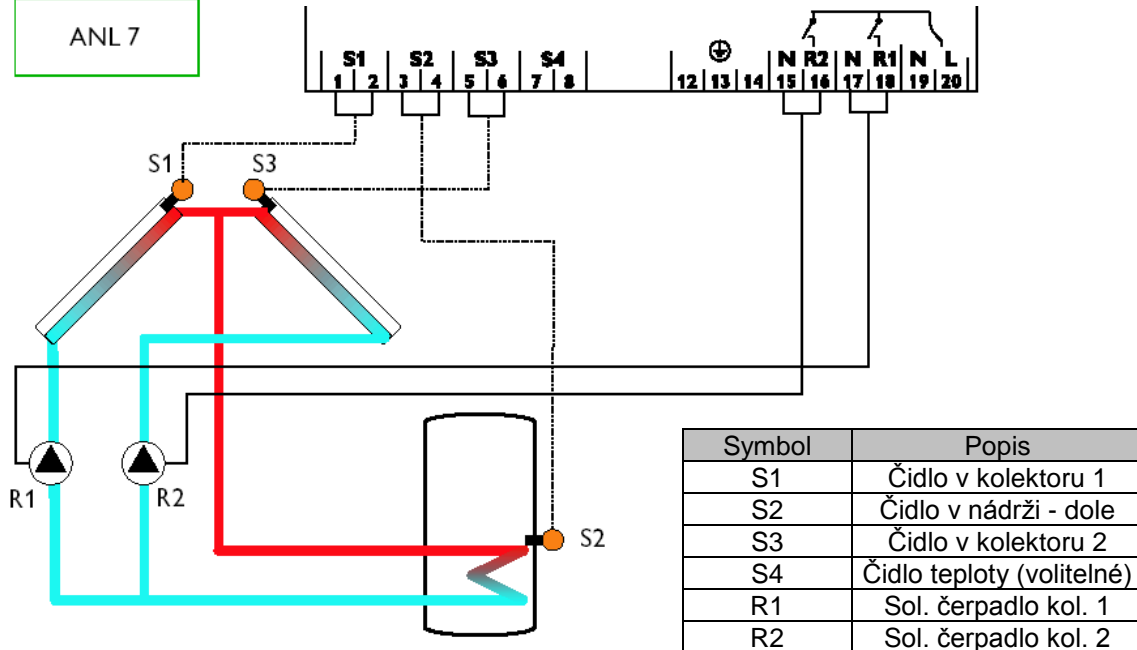 ANL 7
S1 S2 S3 S4 N R2 N R1 N L
1 2 3 4 5 6 7 8 12 13 14 15 16 17 18 19 20
S1 S3
R1 R2
S2
Symbol Popis
S1 Čidlo v kolektoru 1
S2 Čidlo v nádrži - dole
S3 Čidlo v kolektoru 2
S4 Čidlo teploty (volitelné)
R1 Sol. čerpadlo kol. 1
R2 Sol. čerpadlo kol. 2